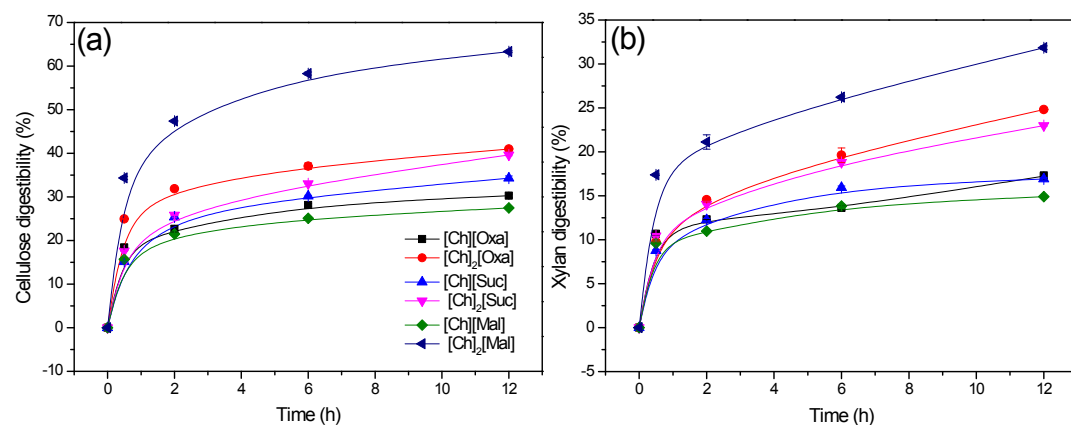 (a)
Cellulose digestibility (%)
70
60
50
40
30
20
10
0
-10
0
2
4
6
8
10
12
Time (h)
[Ch][Oxa]
[Ch]₂[Oxa]
[Ch][Suc]
[Ch]₂[Suc]
[Ch][Mal]
[Ch]₂[Mal]
(b)
Xylan digestibility (%)
35
30
25
20
15
10
5
0
-5
0
2
4
6
8
10
12
Time (h)